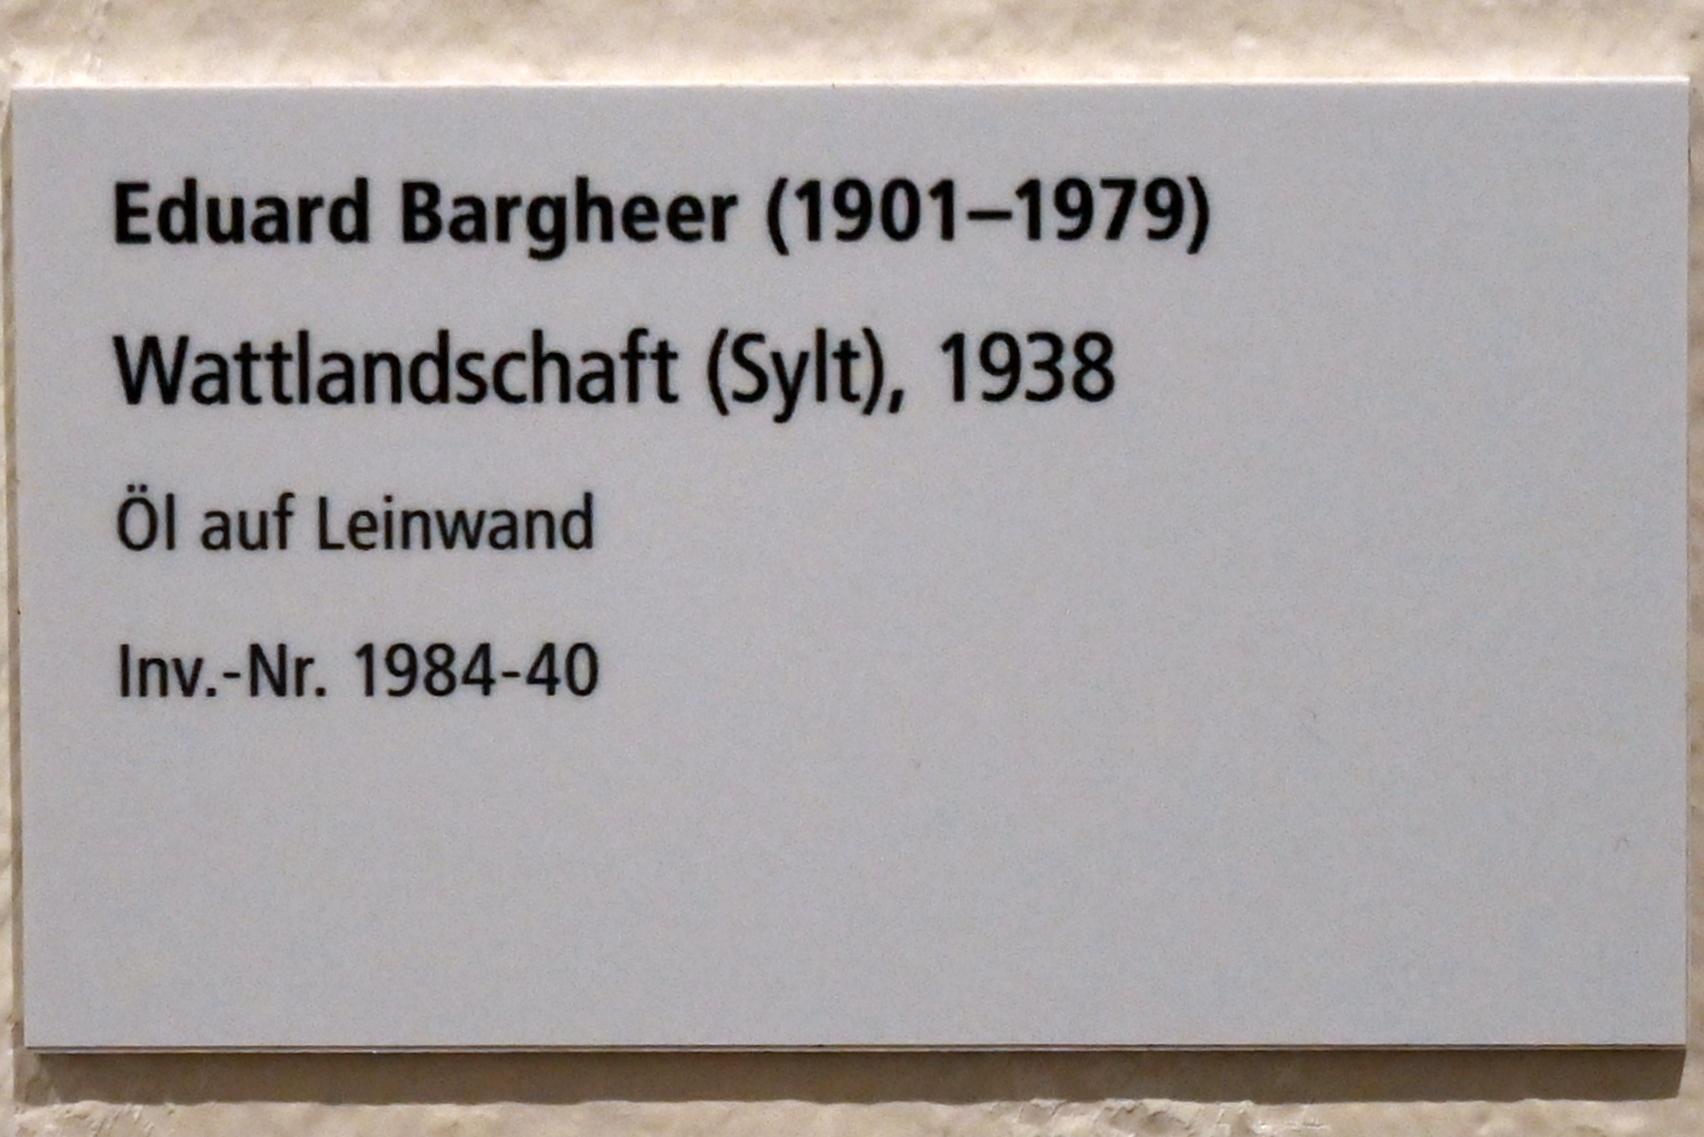 Eduard Bargheer (1901–1979)
Wattlandschaft (Sylt), 1938
Öl auf Leinwand
Inv.-Nr. 1984-40